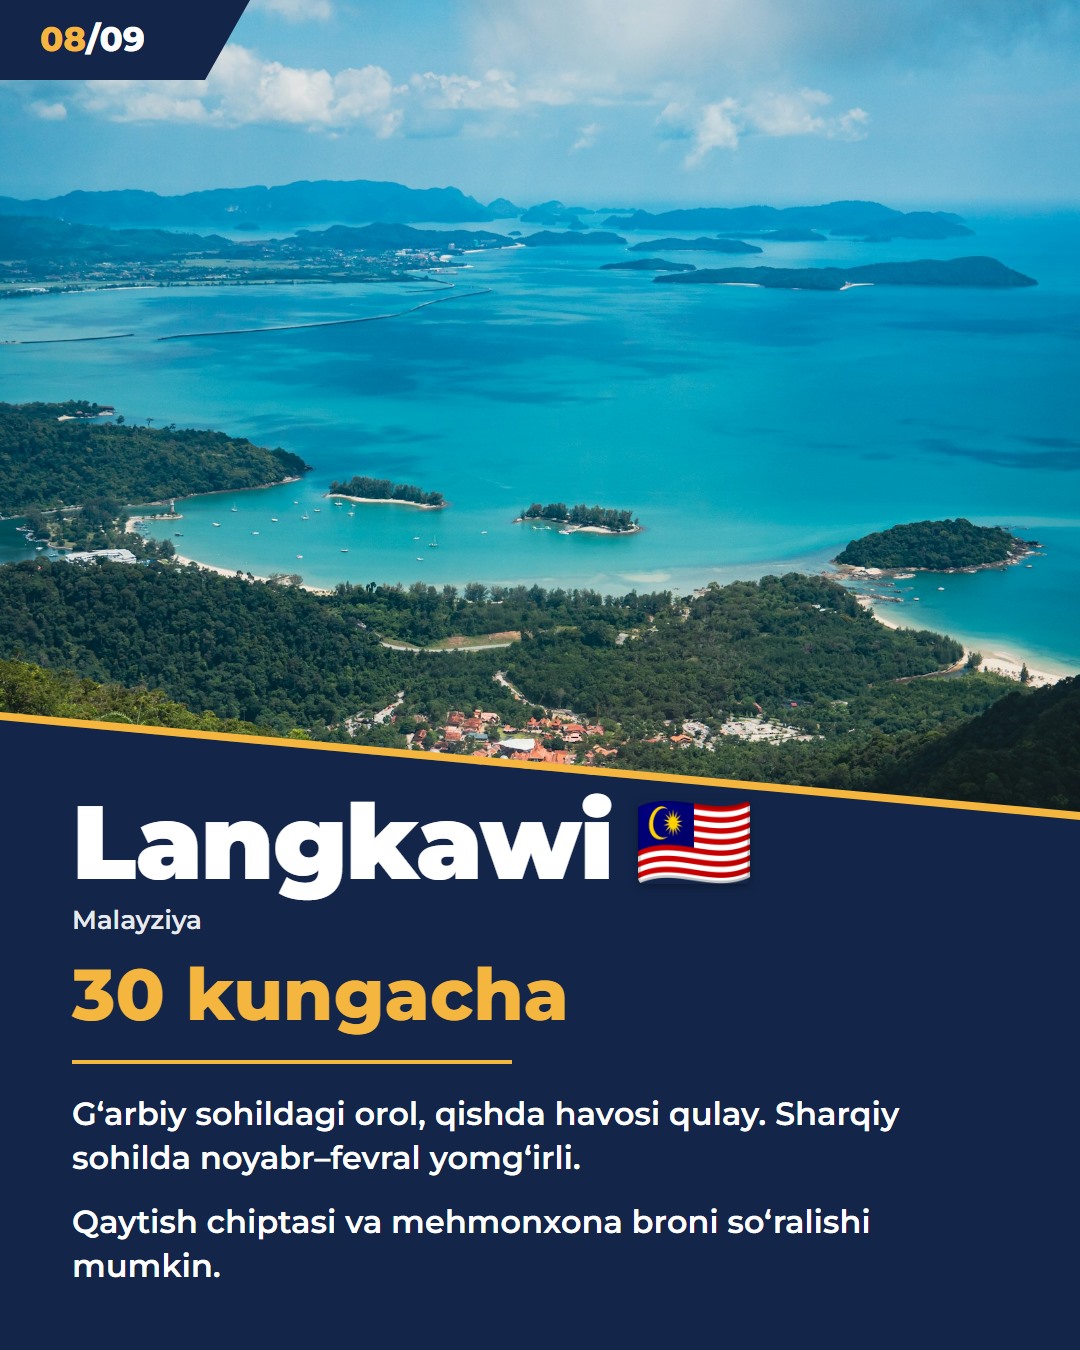 08/09
Langkawi
Malayziya
30 kungacha
G‘arbiy sohildagi orol, qishda havosi qulay. Sharqiy
sohilda noyabr–fevral yomg‘irli.
Qaytish chiptasi va mehmonxona broni so‘ralishi
mumkin.